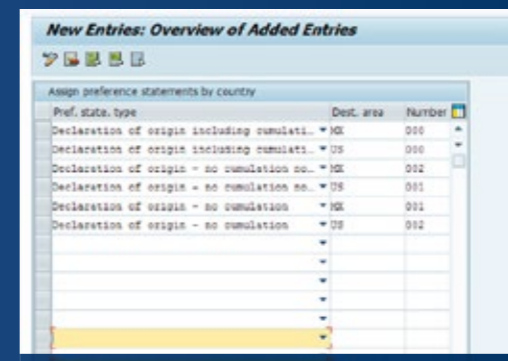 New Entries: Overview of Added Entries
Assign preference statements by country
Pref. state. type Dest. area Number
Declaration of origin including cumulati… MX 000
Declaration of origin including cumulati… US 000
Declaration of origin - no cumulation no… MX 002
Declaration of origin - no cumulation no… US 001
Declaration of origin - no cumulation MX 001
Declaration of origin - no cumulation US 002